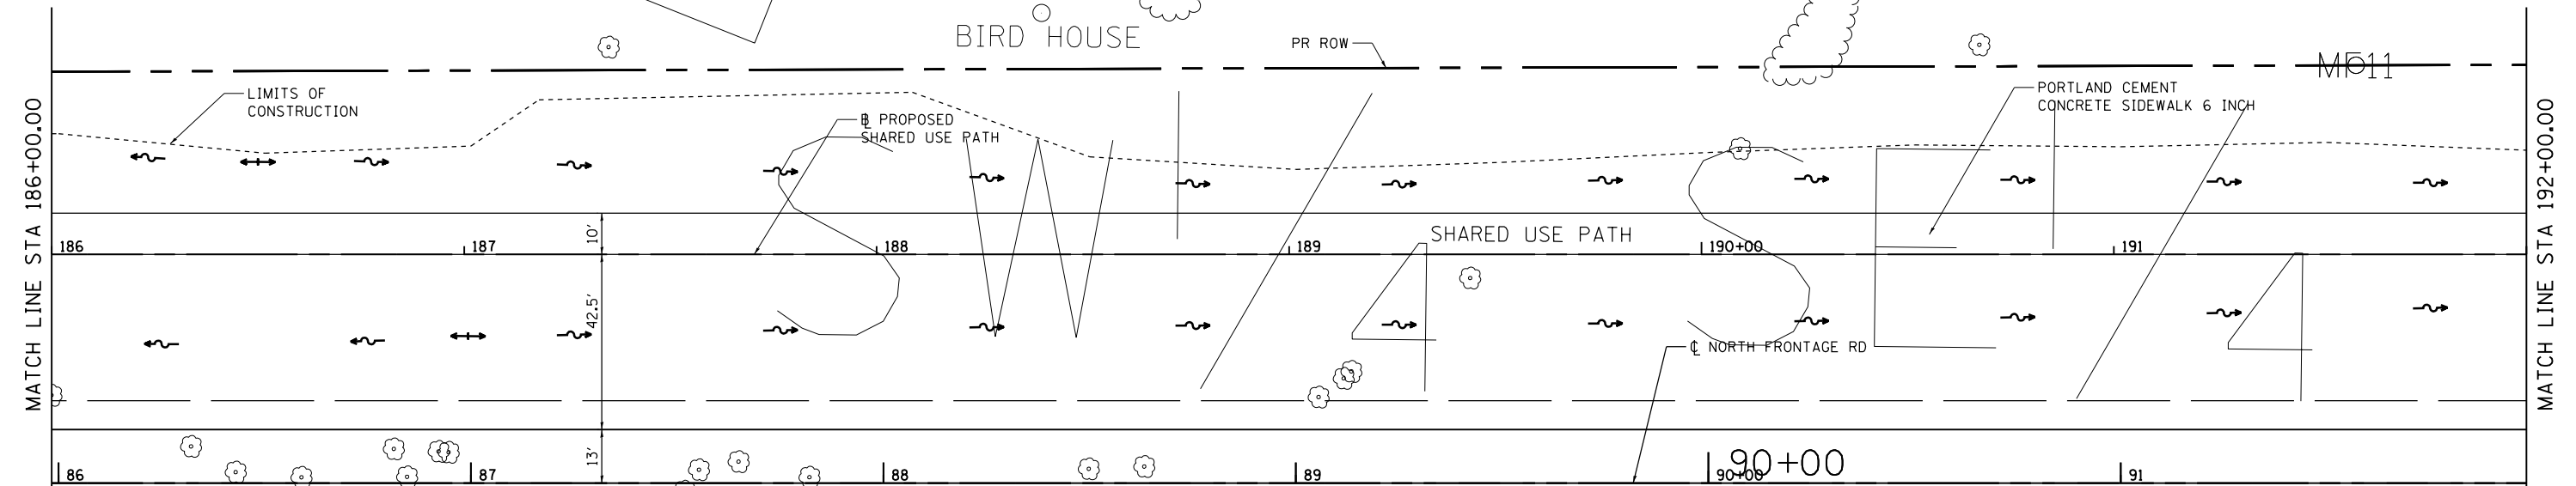 BIRD HOUSE
PR ROW
MF11
LIMITS OF
CONSTRUCTION
PORTLAND CEMENT
CONCRETE SIDEWALK 6 INCH
℄ PROPOSED
SHARED USE PATH
MATCH LINE STA 186+00.00
MATCH LINE STA 192+00.00
SW 1/4 SE 1/4
SHARED USE PATH
186 187 188 189 190+00 191
10'
42.5'
℄ NORTH FRONTAGE RD
13'
90+00
86 87 88 89 90+00 91